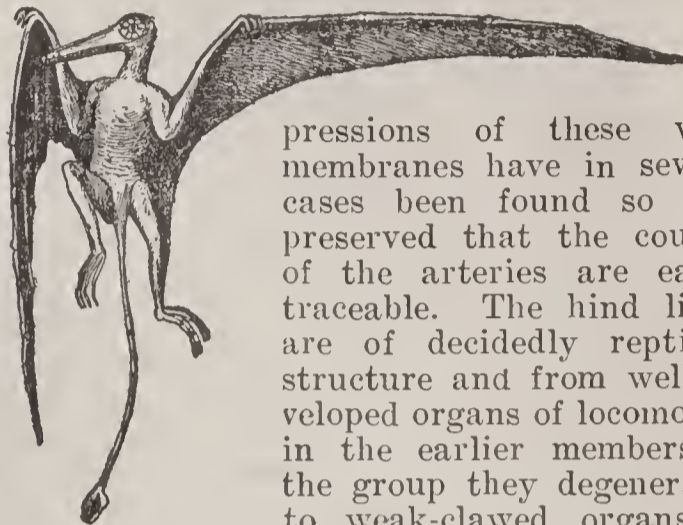 pressions of these
membranes have in
cases been found so
preserved that the
of the arteries are
traceable. The hind
are of decidedly
structure and from
veloped organs of
in the earlier members
the group they
to weak-clawed organs